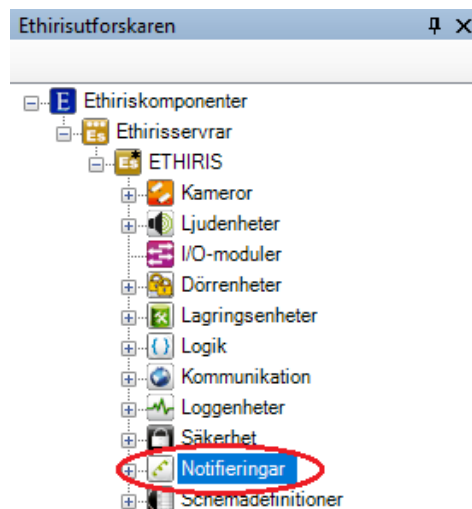 Ethirisutforskaren
Ethiriskomponenter
Ethirisservrar
ETHIRIS
Kameror
Ljudenheter
I/O-moduler
Dörrenheter
Lagringsenheter
Logik
Kommunikation
Loggenheter
Säkerhet
Notifieringar
Schemadefinitioner